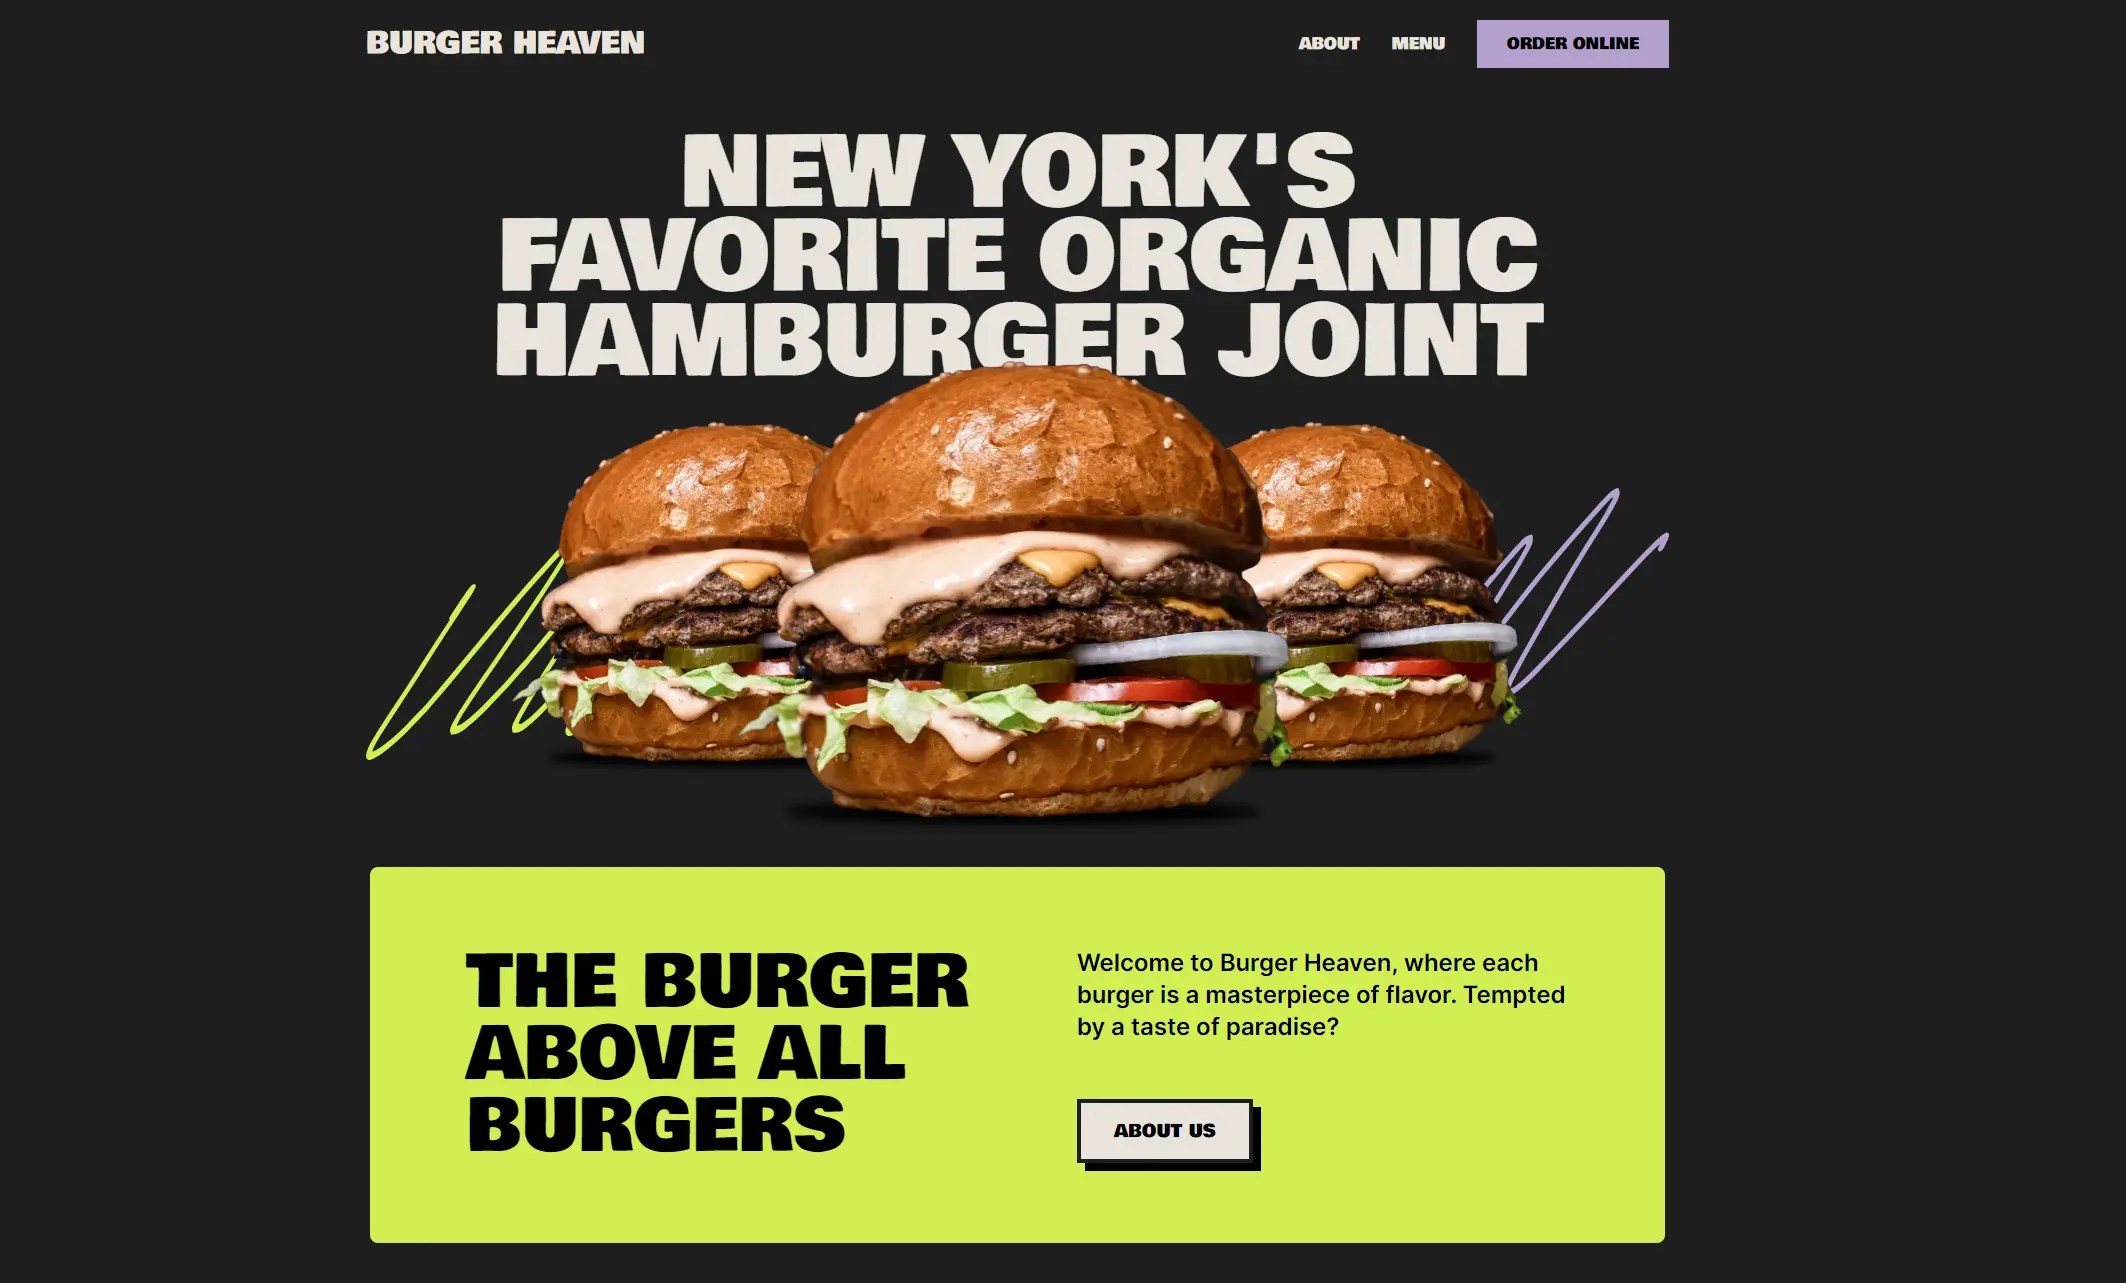 BURGER HEAVEN
ABOUT
MENU
ORDER ONLINE
NEW YORK'S
FAVORITE ORGANIC
HAMBURGER JOINT
THE BURGER
ABOVE ALL
BURGERS
Welcome to Burger Heaven, where each
burger is a masterpiece of flavor. Tempted
by a taste of paradise?
ABOUT US